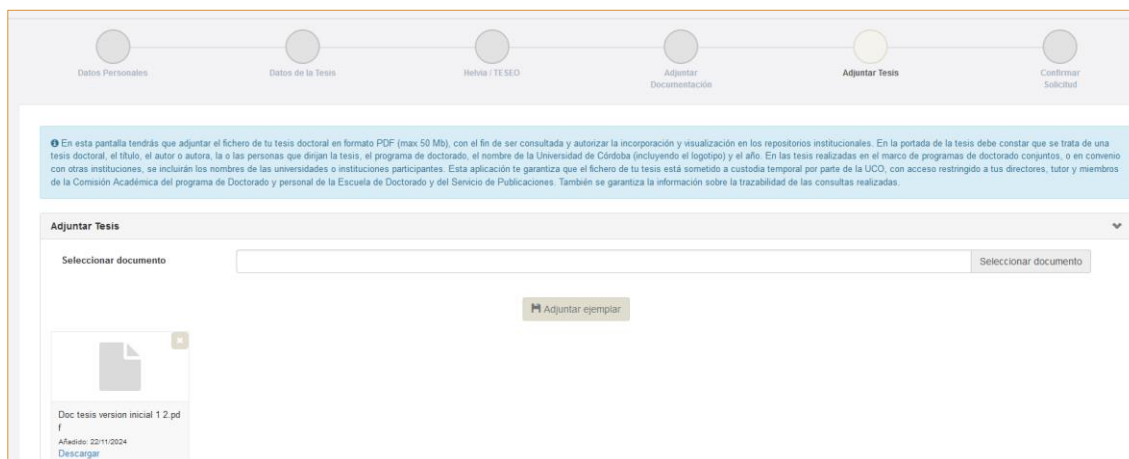 Datos Personales
Datos de la Tesis
Helvia / TESEO
Adjuntar
Documentación
Adjuntar Tesis
Confirmar
Solicitud
En esta pantalla tendrás que adjuntar el fichero de tu tesis doctoral en formato PDF (max 50 Mb), con el fin de ser consultada y autorizar la incorporación y visualización en los repositorios institucionales. En la portada de la tesis debe constar que se trata de una
tesis doctoral, el título, el autor o autora, la o las personas que dirijan la tesis, el programa de doctorado, el nombre de la Universidad de Córdoba (incluyendo el logotipo) y el año. En las tesis realizadas en el marco de programas de doctorado conjuntos, o en convenio
con otras instituciones, se incluirán los nombres de las universidades o instituciones participantes. Esta aplicación te garantiza que el fichero de tu tesis está sometido a custodia temporal por parte de la UCO, con acceso restringido a tus directores, tutor y miembros
de la Comisión Académica del programa de Doctorado y personal de la Escuela de Doctorado y del Servicio de Publicaciones. También se garantiza la información sobre la trazabilidad de las consultas realizadas.
Adjuntar Tesis
Seleccionar documento
Seleccionar documento
Adjuntar ejemplar
Doc tesis version inicial 1 2.pd
f
Añadido: 22/11/2024
Descargar